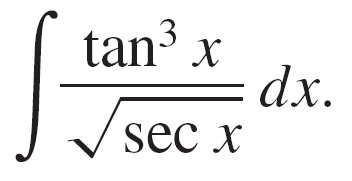 ∫ tan³ x / √sec x dx.